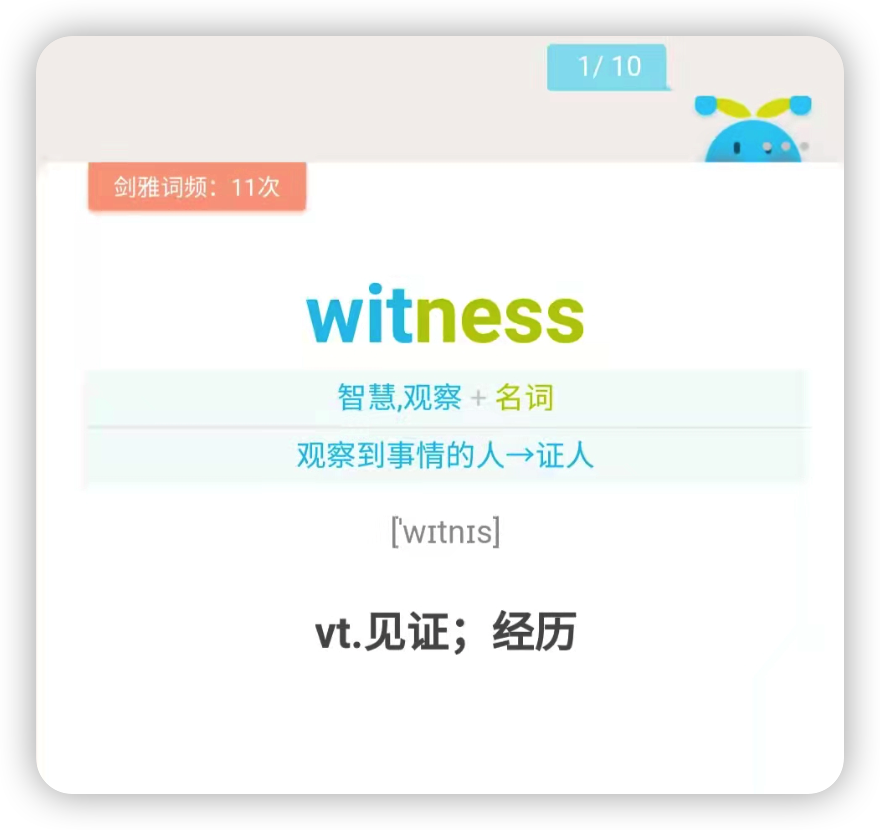 1/ 10
剑雅词频：11次
witness
智慧,观察 + 名词
观察到事情的人→证人
['wɪtnɪs]
vt.见证；经历